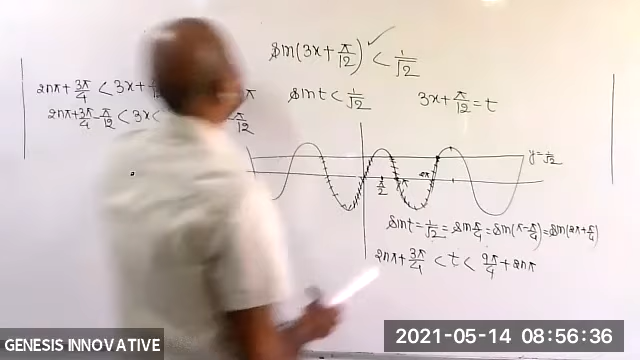 sin(3x + π/12) < 1/√2
2nπ + 3π/4 < 3x + π
sin t < 1/√2
3x + π/12 = t
2nπ + 3π/4 - π/12 < 3x < - π/12
y = 1/√2
π/2 π 2π
sin t = 1/√2 = sin π/4 = sin(π - π/4) = sin(2π + π/4)
2nπ + 3π/4 < t < 9π/4 + 2nπ
GENESIS INNOVATIVE
2021-05-14 08:56:36